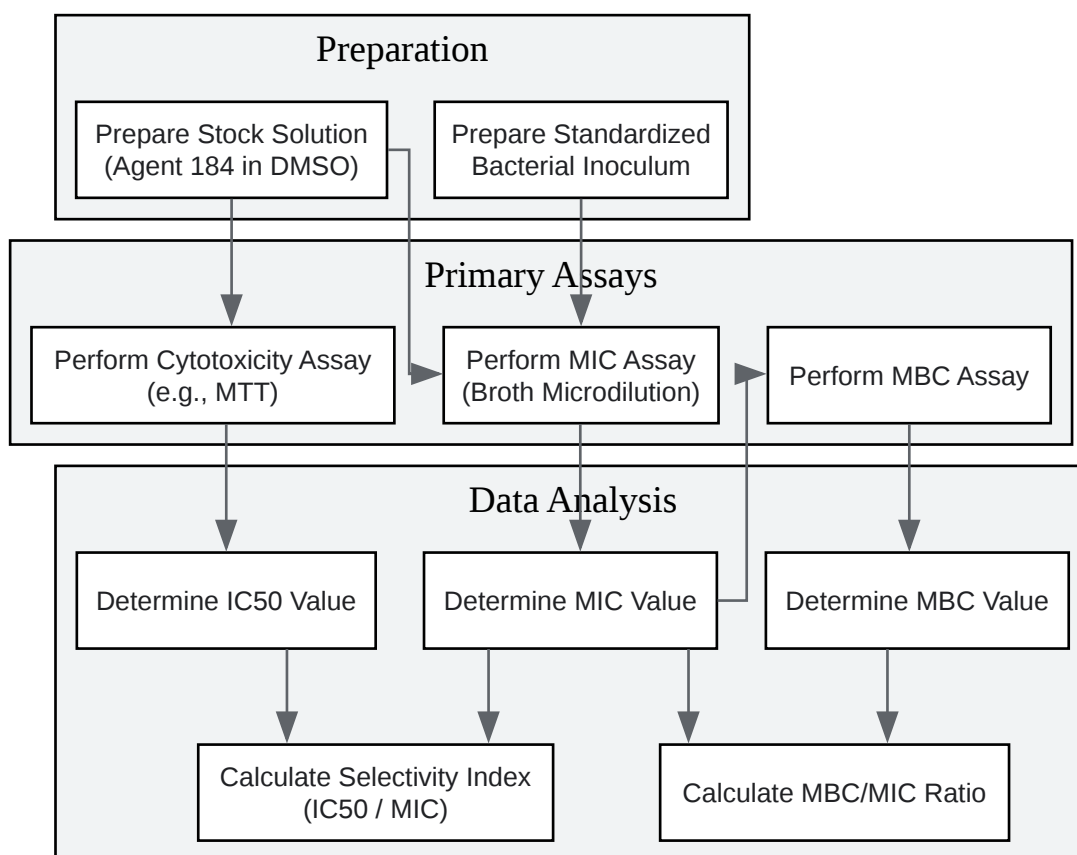 Preparation
Prepare Stock Solution
(Agent 184 in DMSO)
Prepare Standardized
Bacterial Inoculum
Primary Assays
Perform Cytotoxicity Assay
(e.g., MTT)
Perform MIC Assay
(Broth Microdilution)
Perform MBC Assay
Data Analysis
Determine IC50 Value
Determine MIC Value
Determine MBC Value
Calculate Selectivity Index
(IC50 / MIC)
Calculate MBC/MIC Ratio